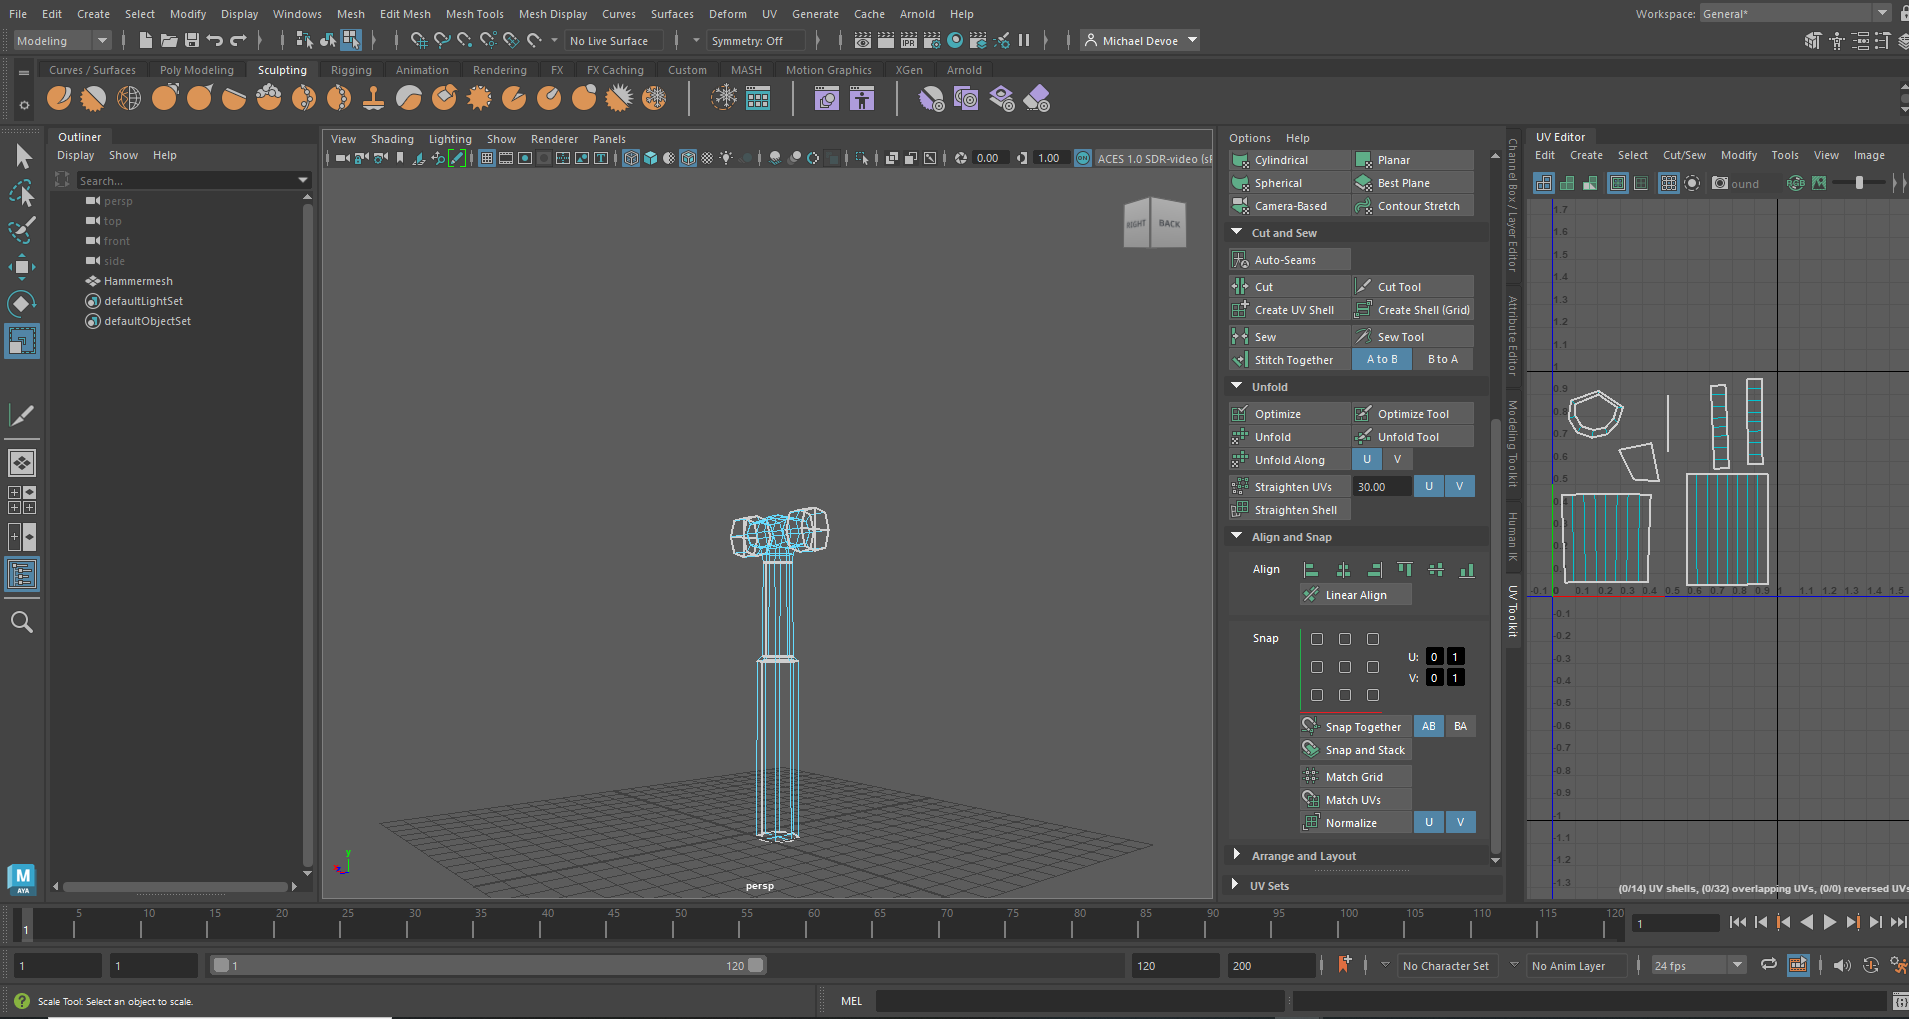 File Edit Create Select Modify Display Windows Mesh Edit Mesh Mesh Tools Mesh Display Curves Surfaces Deform UV Generate Cache Arnold Help Workspace: General*
Modeling No Live Surface Symmetry: Off IPR Michael Devoe
Curves / Surfaces Poly Modeling Sculpting Rigging Animation Rendering FX FX Caching Custom MASH Motion Graphics XGen Arnold
Outliner
Display Show Help
Search...
persp
top
front
side
Hammermesh
defaultLightSet
defaultObjectSet
View Shading Lighting Show Renderer Panels
0.00 1.00 ON ACES 1.0 SDR-video (sF
RIGHT BACK
persp
y
Options Help
Cylindrical Planar
Spherical Best Plane
Camera-Based Contour Stretch
Cut and Sew
Auto-Seams
Cut Cut Tool
Create UV Shell Create Shell (Grid)
Sew Sew Tool
Stitch Together A to B B to A
Unfold
Optimize Optimize Tool
Unfold Unfold Tool
Unfold Along U V
Straighten UVs 30.00 U V
Straighten Shell
Align and Snap
Align
Linear Align
Snap
U: 0 1
V: 0 1
Snap Together AB BA
Snap and Stack
Match Grid
Match UVs
Normalize U V
Arrange and Layout
UV Sets
Channel Box / Layer Editor
Attribute Editor
Modeling Toolkit
Human IK
UV Toolkit
UV Editor
Edit Create Select Cut/Sew Modify Tools View Image
ound RGB
1.7
1.6
1.5
1.4
1.3
1.2
1.1
1
0.9
0.8
0.7
0.6
0.5
-0.1 0 0.1 0.2 0.3 0.4 0.5 0.6 0.7 0.8 0.9 1 1.1 1.2 1.3 1.4 1.5
-0.1
-0.2
-0.3
-0.4
-0.5
-0.6
-0.7
-0.8
-0.9
-1
-1.1
-1.2
-1.3
(0/14) UV shells, (0/32) overlapping UVs, (0/0) reversed UVs
M
AYA
5 10 15 20 25 30 35 40 45 50 55 60 65 70 75 80 85 90 95 100 105 110 115 120
1 1
1 1 1 120 120 200 No Character Set No Anim Layer 24 fps
Scale Tool: Select an object to scale. MEL